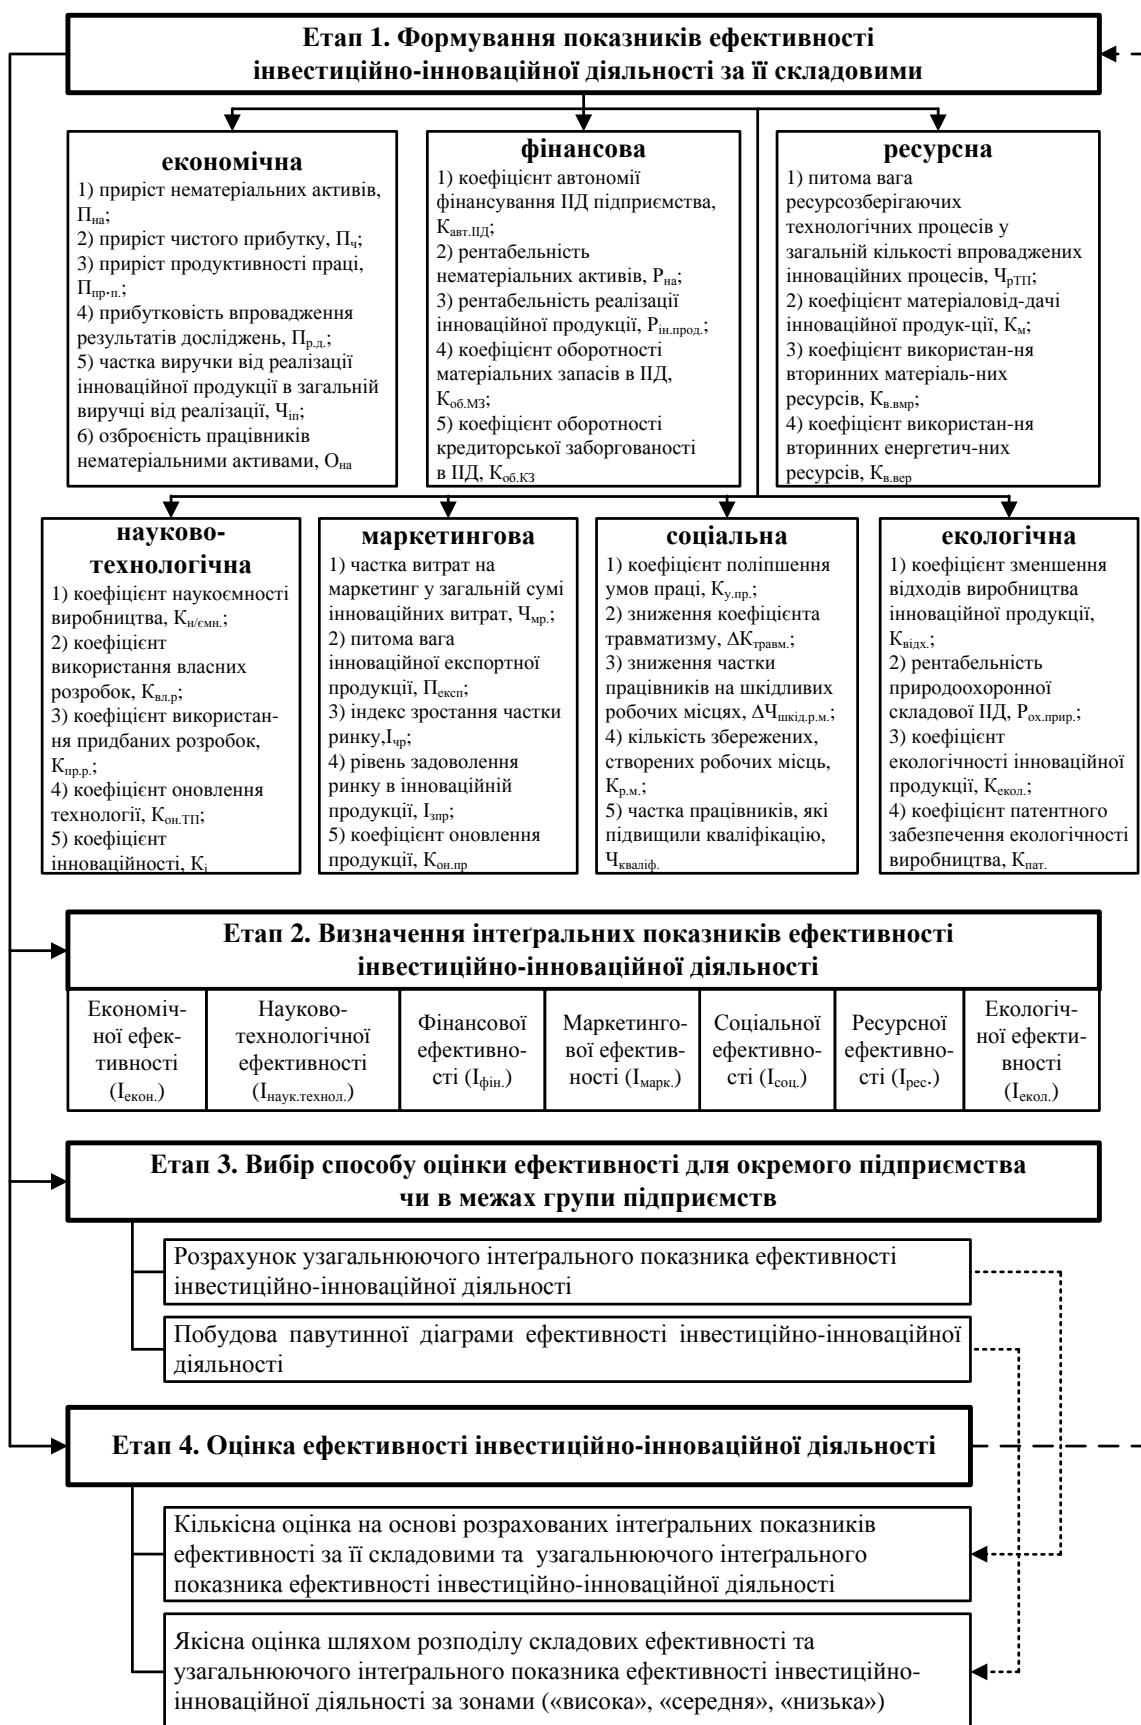 Етап 1. Формування показників ефективності
інвестиційно-інноваційної діяльності за її складовими
економічна
1) приріст нематеріальних активів,
Пна;
2) приріст чистого прибутку, Пч;
3) приріст продуктивності праці,
Ппр.п.;
4) прибутковість впровадження
результатів досліджень, Пр.д.;
5) частка виручки від реалізації
інноваційної продукції в загальній
виручці від реалізації, Чіп;
6) озброєність працівників
нематеріальними активами, Она
фінансова
1) коефіцієнт автономії
фінансування ІІД підприємства,
Кавт.ІІД;
2) рентабельність
нематеріальних активів, Рна;
3) рентабельність реалізації
інноваційної продукції, Рін.прод.;
4) коефіцієнт оборотності
матеріальних запасів в ІІД,
Коб.МЗ;
5) коефіцієнт оборотності
кредиторської заборгованості
в ІІД, Коб.КЗ
ресурсна
1) питома вага
ресурсозберігаючих
технологічних процесів у
загальній кількості впроваджених
інноваційних процесів, ЧрТП;
2) коефіцієнт матеріаловід-дачі
інноваційної продук-ції, Км;
3) коефіцієнт використан-ня
вторинних матеріаль-них
ресурсів, Кв.вмр;
4) коефіцієнт використан-ня
вторинних енергетич-них
ресурсів, Кв.вер
науково-
технологічна
1) коефіцієнт наукоємності
виробництва, Кн/ємн.;
2) коефіцієнт
використання власних
розробок, Квл.р;
3) коефіцієнт використан-
ня придбаних розробок,
Кпр.р.;
4) коефіцієнт оновлення
технології, Кон.ТП;
5) коефіцієнт
інноваційності, Кі
маркетингова
1) частка витрат на
маркетинг у загальній сумі
інноваційних витрат, Чмр.;
2) питома вага
інноваційної експортної
продукції, Пексп;
3) індекс зростання частки
ринку,Ічр;
4) рівень задоволення
ринку в інноваційній
продукції, Ізпр;
5) коефіцієнт оновлення
продукції, Кон.пр
соціальна
1) коефіцієнт поліпшення
умов праці, Ку.пр.;
2) зниження коефіцієнта
травматизму, ΔКтравм.;
3) зниження частки
працівників на шкідливих
робочих місцях, ΔЧшкід.р.м.;
4) кількість збережених,
створених робочих місць,
Кр.м.;
5) частка працівників, які
підвищили кваліфікацію,
Чкваліф.
екологічна
1) коефіцієнт зменшення
відходів виробництва
інноваційної продукції,
Квідх.;
2) рентабельність
природоохоронної
складової ІІД, Рох.прир.;
3) коефіцієнт
екологічності інноваційної
продукції, Кекол.;
4) коефіцієнт патентного
забезпечення екологічності
виробництва, Кпат.
Етап 2. Визначення інтеґральних показників ефективності
інвестиційно-інноваційної діяльності
Економіч-
ної ефек-
тивності
(Іекон.)
Науково-
технологічної
ефективності
(Інаук.технол.)
Фінансової
ефективно-
сті (Іфін.)
Маркетинго-
вої ефектив-
ності (Імарк.)
Соціальної
ефективно-
сті (Ісоц.)
Ресурсної
ефективно-
сті (Ірес.)
Екологіч-
ної ефекти-
вності
(Іекол.)
Етап 3. Вибір способу оцінки ефективності для окремого підприємства
чи в межах групи підприємств
Розрахунок узагальнюючого інтеґрального показника ефективності
інвестиційно-інноваційної діяльності
Побудова павутинної діаграми ефективності інвестиційно-інноваційної
діяльності
Етап 4. Оцінка ефективності інвестиційно-інноваційної діяльності
Кількісна оцінка на основі розрахованих інтеґральних показників
ефективності за її складовими та узагальнюючого інтеґрального
показника ефективності інвестиційно-інноваційної діяльності
Якісна оцінка шляхом розподілу складових ефективності та
узагальнюючого інтеґрального показника ефективності інвестиційно-
інноваційної діяльності за зонами («висока», «середня», «низька»)